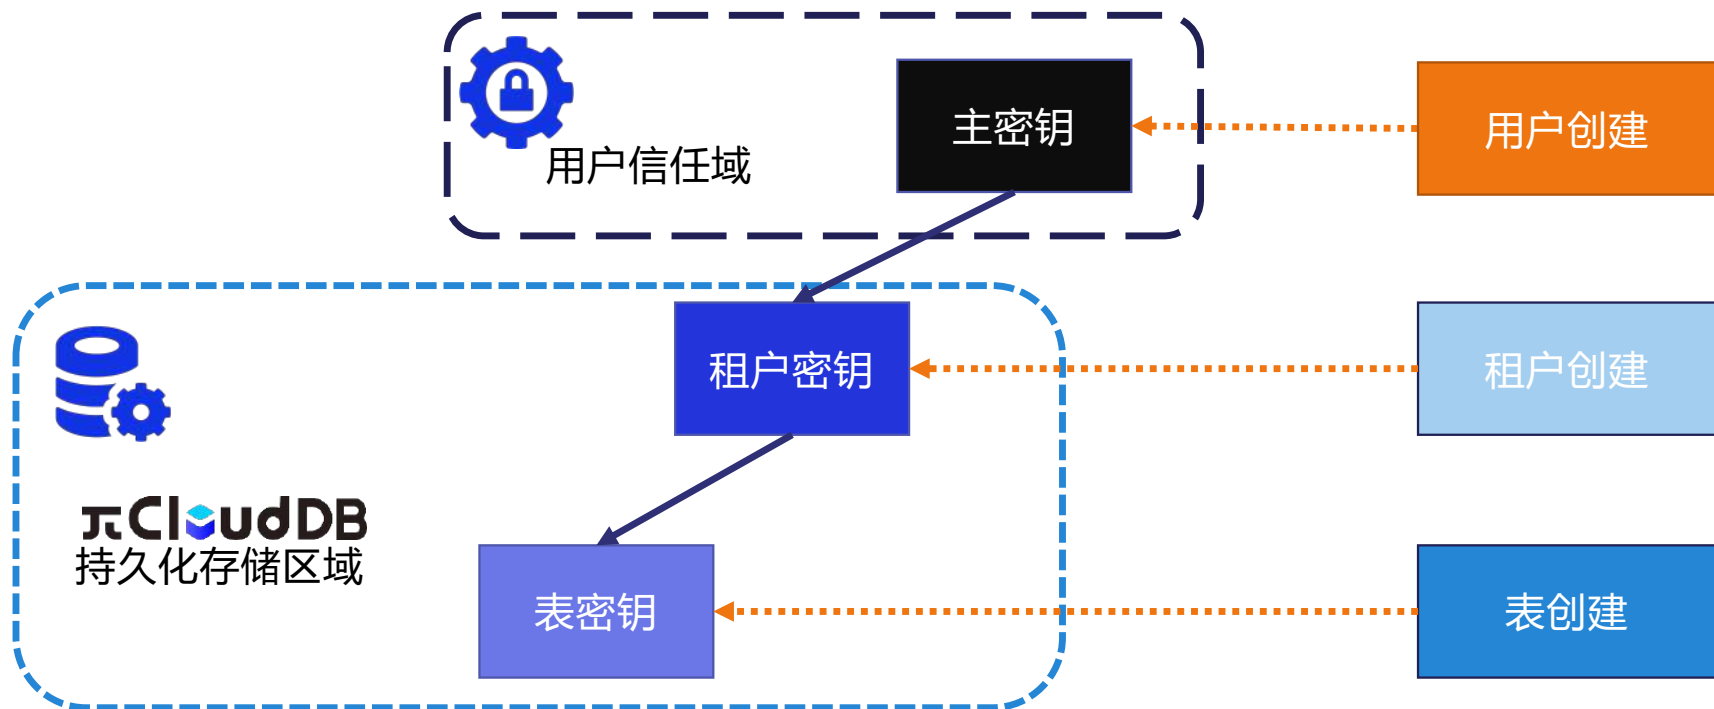 主密钥
用户创建
用户信任域
租户密钥
租户创建
πCloudDB
持久化存储区域
表密钥
表创建